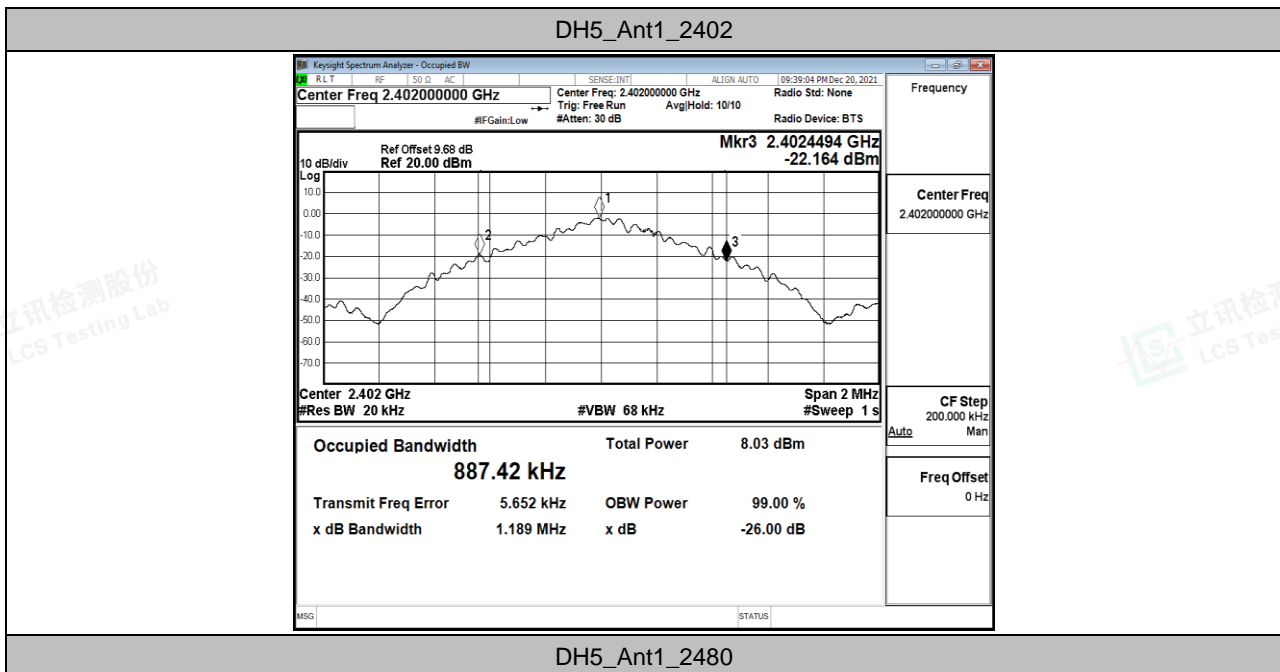 DH5_Ant1_2402
Keysight Spectrum Analyzer - Occupied BW
LXI RLT RF 50 Ω AC SENSE:INT ALIGN AUTO 09:39:04 PM Dec 20, 2021
Center Freq 2.402000000 GHz
Center Freq: 2.402000000 GHz Radio Std: None
Trig: Free Run Avg|Hold: 10/10
#IFGain:Low #Atten: 30 dB Radio Device: BTS
Frequency
Ref Offset 9.68 dB
10 dB/div Ref 20.00 dBm
Mkr3 2.4024494 GHz
-22.164 dBm
Log
10.0
0.00
-10.0
-20.0
-30.0
-40.0
-50.0
-60.0
-70.0
1
2
3
Center Freq
2.402000000 GHz
Center 2.402 GHz Span 2 MHz
#Res BW 20 kHz #VBW 68 kHz #Sweep 1 s
CF Step
200.000 kHz
Auto Man
Occupied Bandwidth Total Power 8.03 dBm
887.42 kHz
Transmit Freq Error 5.652 kHz OBW Power 99.00 %
x dB Bandwidth 1.189 MHz x dB -26.00 dB
Freq Offset
0 Hz
MSG STATUS
立讯检测股份
LCS Testing Lab
立讯检测
LCS Tes
DH5_Ant1_2480